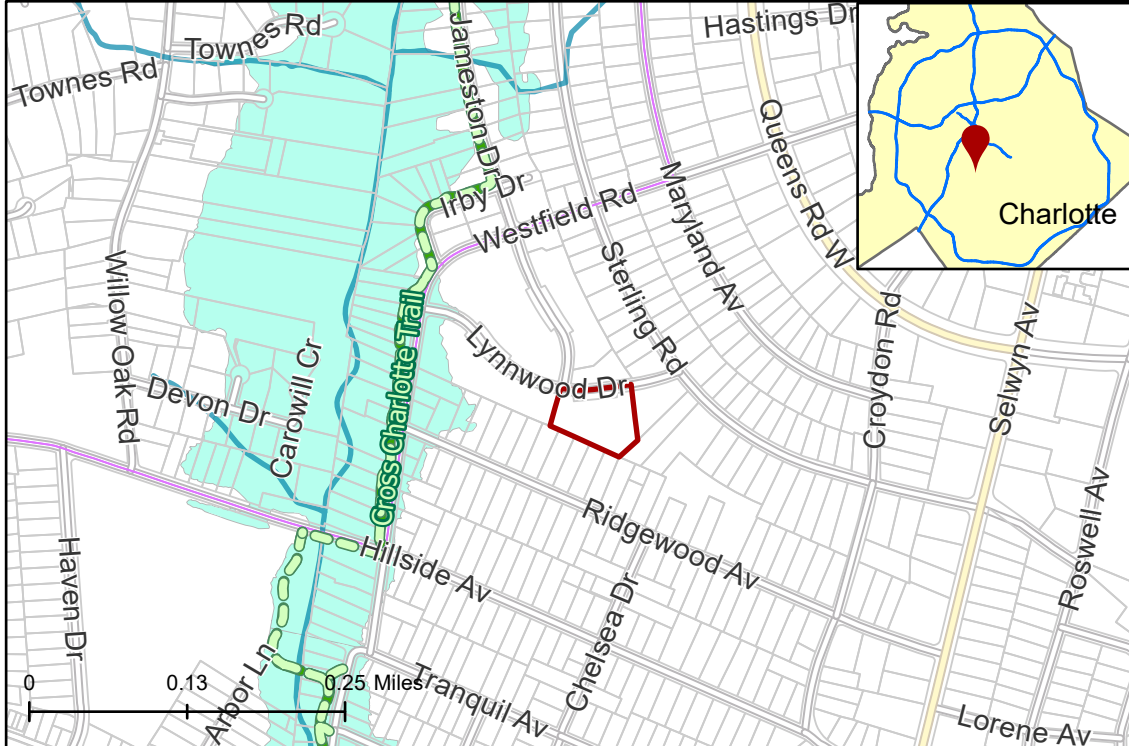 Townes Rd
Hastings Dr
Townes Rd
Jameston Dr
Queens Rd W
Irby Dr
Westfield Rd
Maryland Av
Charlotte
Willow Oak Rd
Sterling Rd
Cross Charlotte Trail
Carowill Cr
Lynnwood Dr
Croydon Rd
Selwyn Av
Devon Dr
Ridgewood Av
Hillside Av
Haven Dr
Chelsea Dr
Roswell Av
Arbor Ln
0 0.13 0.25 Miles
Tranquil Av
Lorene Av